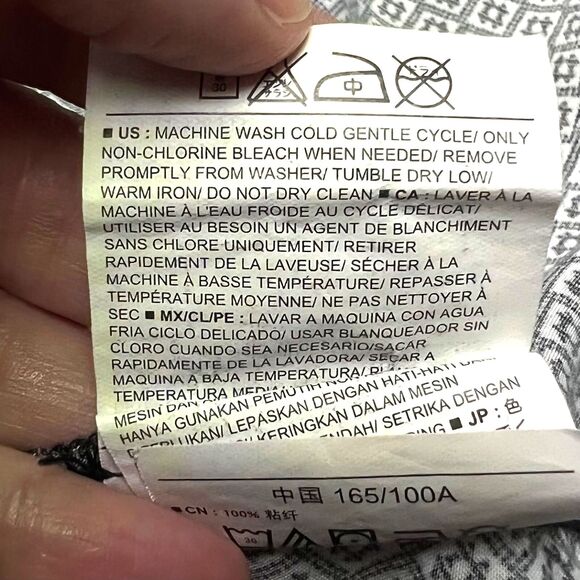 30 中
■ US : MACHINE WASH COLD GENTLE CYCLE/ ONLY
NON-CHLORINE BLEACH WHEN NEEDED/ REMOVE
PROMPTLY FROM WASHER/ TUMBLE DRY LOW/
WARM IRON/ DO NOT DRY CLEAN ■ CA : LAVER À LA
MACHINE À L'EAU FROIDE AU CYCLE DÉLICAT/
UTILISER AU BESOIN UN AGENT DE BLANCHIMENT
SANS CHLORE UNIQUEMENT/ RETIRER
RAPIDEMENT DE LA LAVEUSE/ SÉCHER À LA
MACHINE À BASSE TEMPÉRATURE/ REPASSER À
TEMPÉRATURE MOYENNE/ NE PAS NETTOYER À
SEC ■ MX/CL/PE : LAVAR A MAQUINA CON AGUA
FRIA CICLO DELICADO/ USAR BLANQUEADOR SIN
CLORO CUANDO SEA NECESARIO/SACAR
RAPIDAMENTE DE LA LAVADORA/ SECAR A
MAQUINA A BAJA TEMPERATURA/ PLANCHAR A
TEMPERATURA
MESIN
HANYA GUNAKAN PEMUTIH
DIPERLUKAN/ LEPASKAN DENGAN HATI-HATI
KERINGKAN DALAM MESIN
SETRIKA DENGAN
■ JP : 色
中国 165/100A
■ CN : 100% 粘纤
30